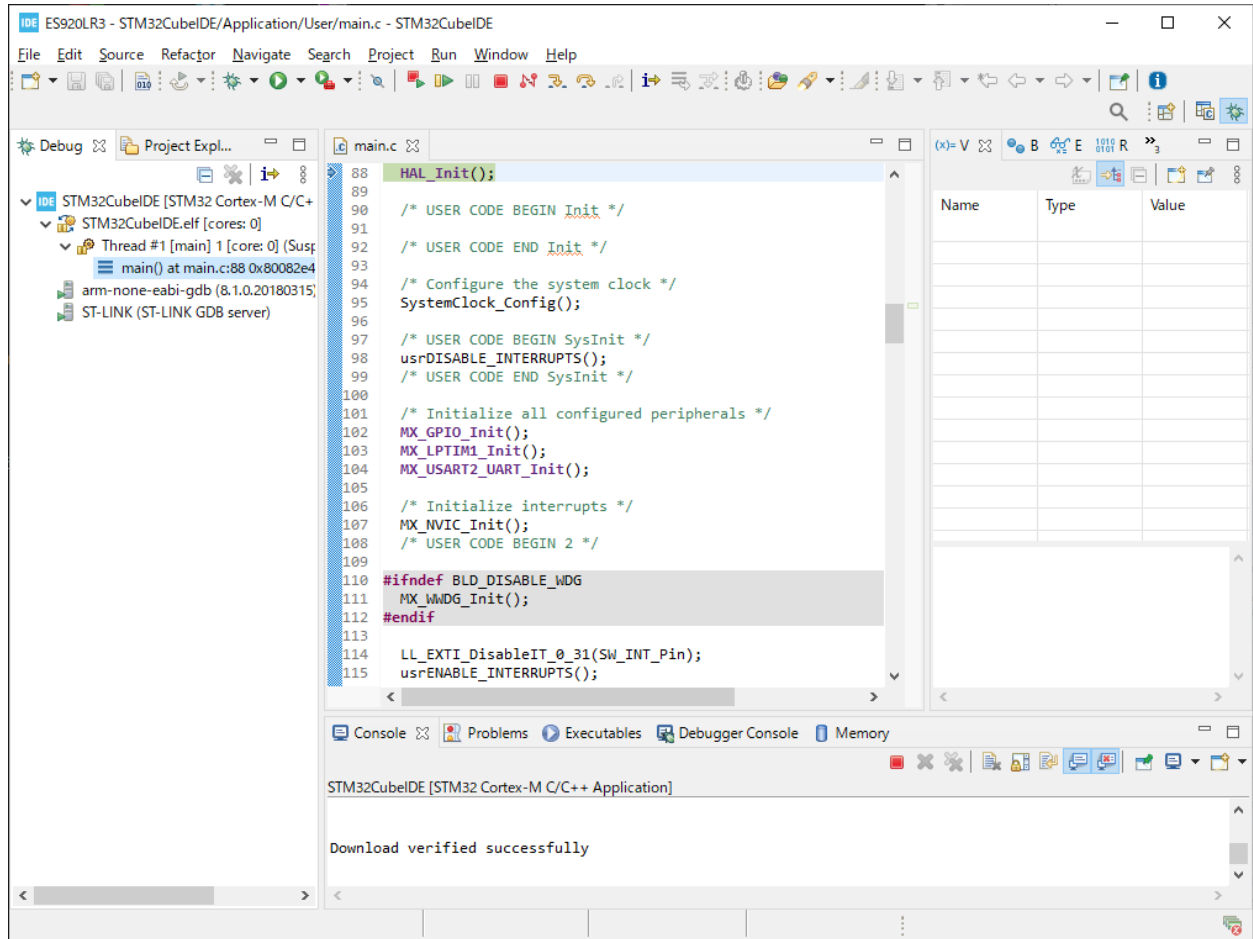 IDE ES920LR3 - STM32CubeIDE/Application/User/main.c - STM32CubeIDE
File Edit Source Refactor Navigate Search Project Run Window Help
Debug Project Expl...
IDE STM32CubeIDE [STM32 Cortex-M C/C+
STM32CubeIDE.elf [cores: 0]
Thread #1 [main] 1 [core: 0] (Susp
main() at main.c:88 0x80082e4
arm-none-eabi-gdb (8.1.0.20180315)
ST-LINK (ST-LINK GDB server)
main.c
88 HAL_Init();
89
90 /* USER CODE BEGIN Init */
91
92 /* USER CODE END Init */
93
94 /* Configure the system clock */
95 SystemClock_Config();
96
97 /* USER CODE BEGIN SysInit */
98 usrDISABLE_INTERRUPTS();
99 /* USER CODE END SysInit */
100
101 /* Initialize all configured peripherals */
102 MX_GPIO_Init();
103 MX_LPTIM1_Init();
104 MX_USART2_UART_Init();
105
106 /* Initialize interrupts */
107 MX_NVIC_Init();
108 /* USER CODE BEGIN 2 */
109
110 #ifndef BLD_DISABLE_WDG
111 MX_WWDG_Init();
112 #endif
113
114 LL_EXTI_DisableIT_0_31(SW_INT_Pin);
115 usrENABLE_INTERRUPTS();
(x)= V B E 1010 0101 R »3
Name Type Value
Console Problems Executables Debugger Console Memory
STM32CubeIDE [STM32 Cortex-M C/C++ Application]
Download verified successfully